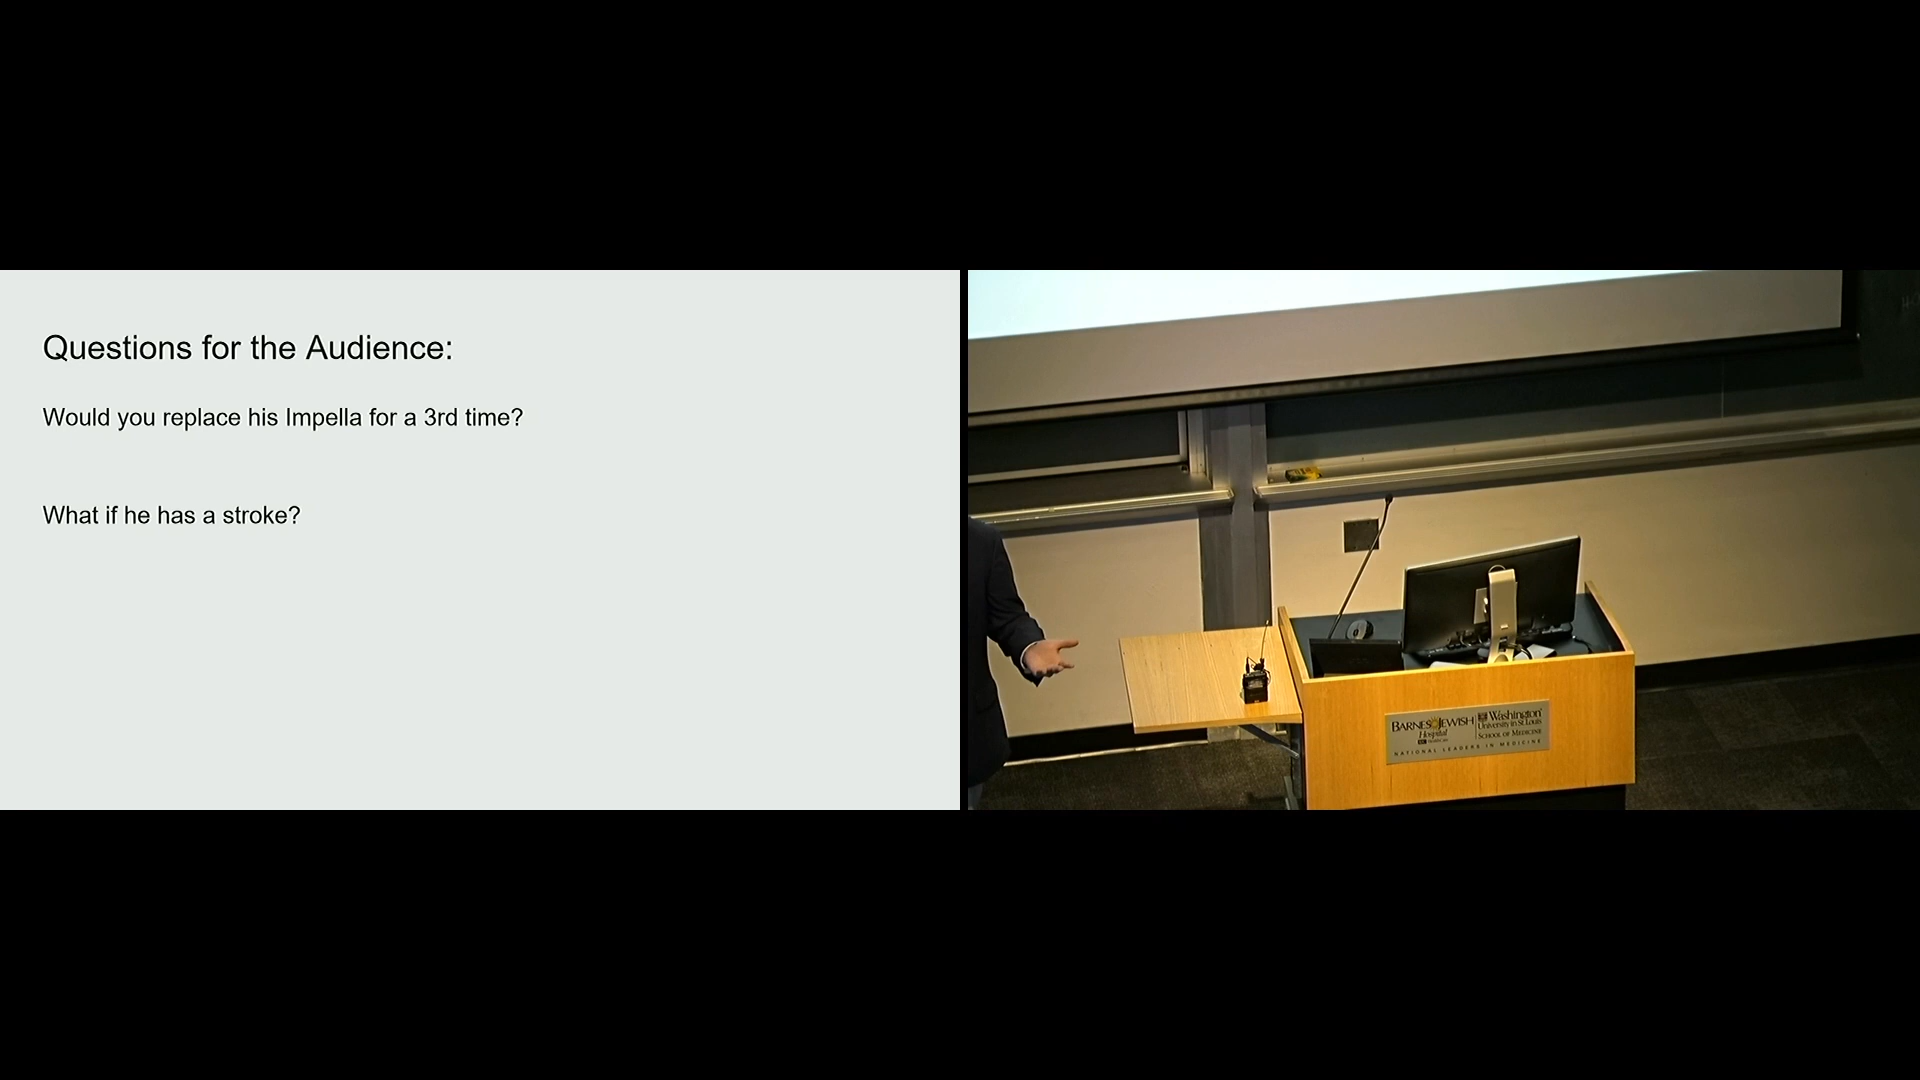 Questions for the Audience:
Would you replace his Impella for a 3rd time?
What if he has a stroke?
BARNES JEWISH
Hospital
Washington
University in St. Louis
SCHOOL OF MEDICINE
NATIONAL LEADERS IN MEDICINE